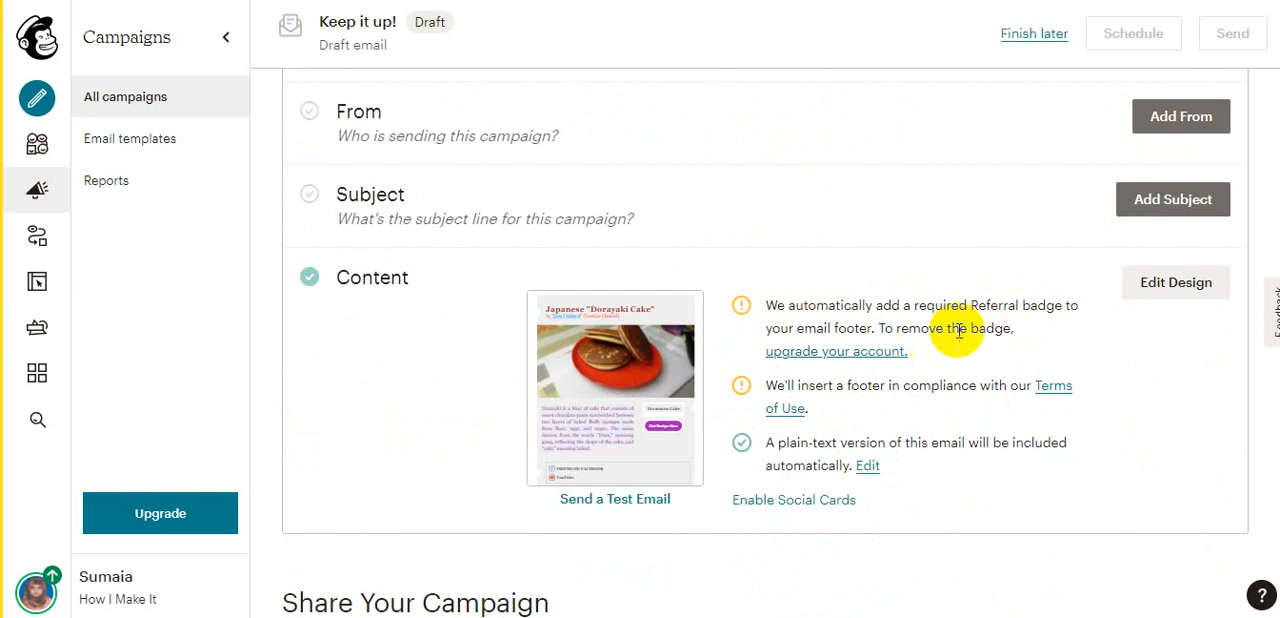 Campaigns
All campaigns
Email templates
Reports
Upgrade
Sumaia
How I Make It
Keep it up! Draft
Draft email
Finish later
Schedule
Send
From
Who is sending this campaign?
Add From
Subject
What's the subject line for this campaign?
Add Subject
Content
Edit Design
Japanese "Dorayaki Cake"
FRIEND ON FACEBOOK
YouTube
Send a Test Email
We automatically add a required Referral badge to
your email footer. To remove the badge,
upgrade your account.
We'll insert a footer in compliance with our Terms
of Use.
A plain-text version of this email will be included
automatically. Edit
Enable Social Cards
Share Your Campaign
Feedback
?